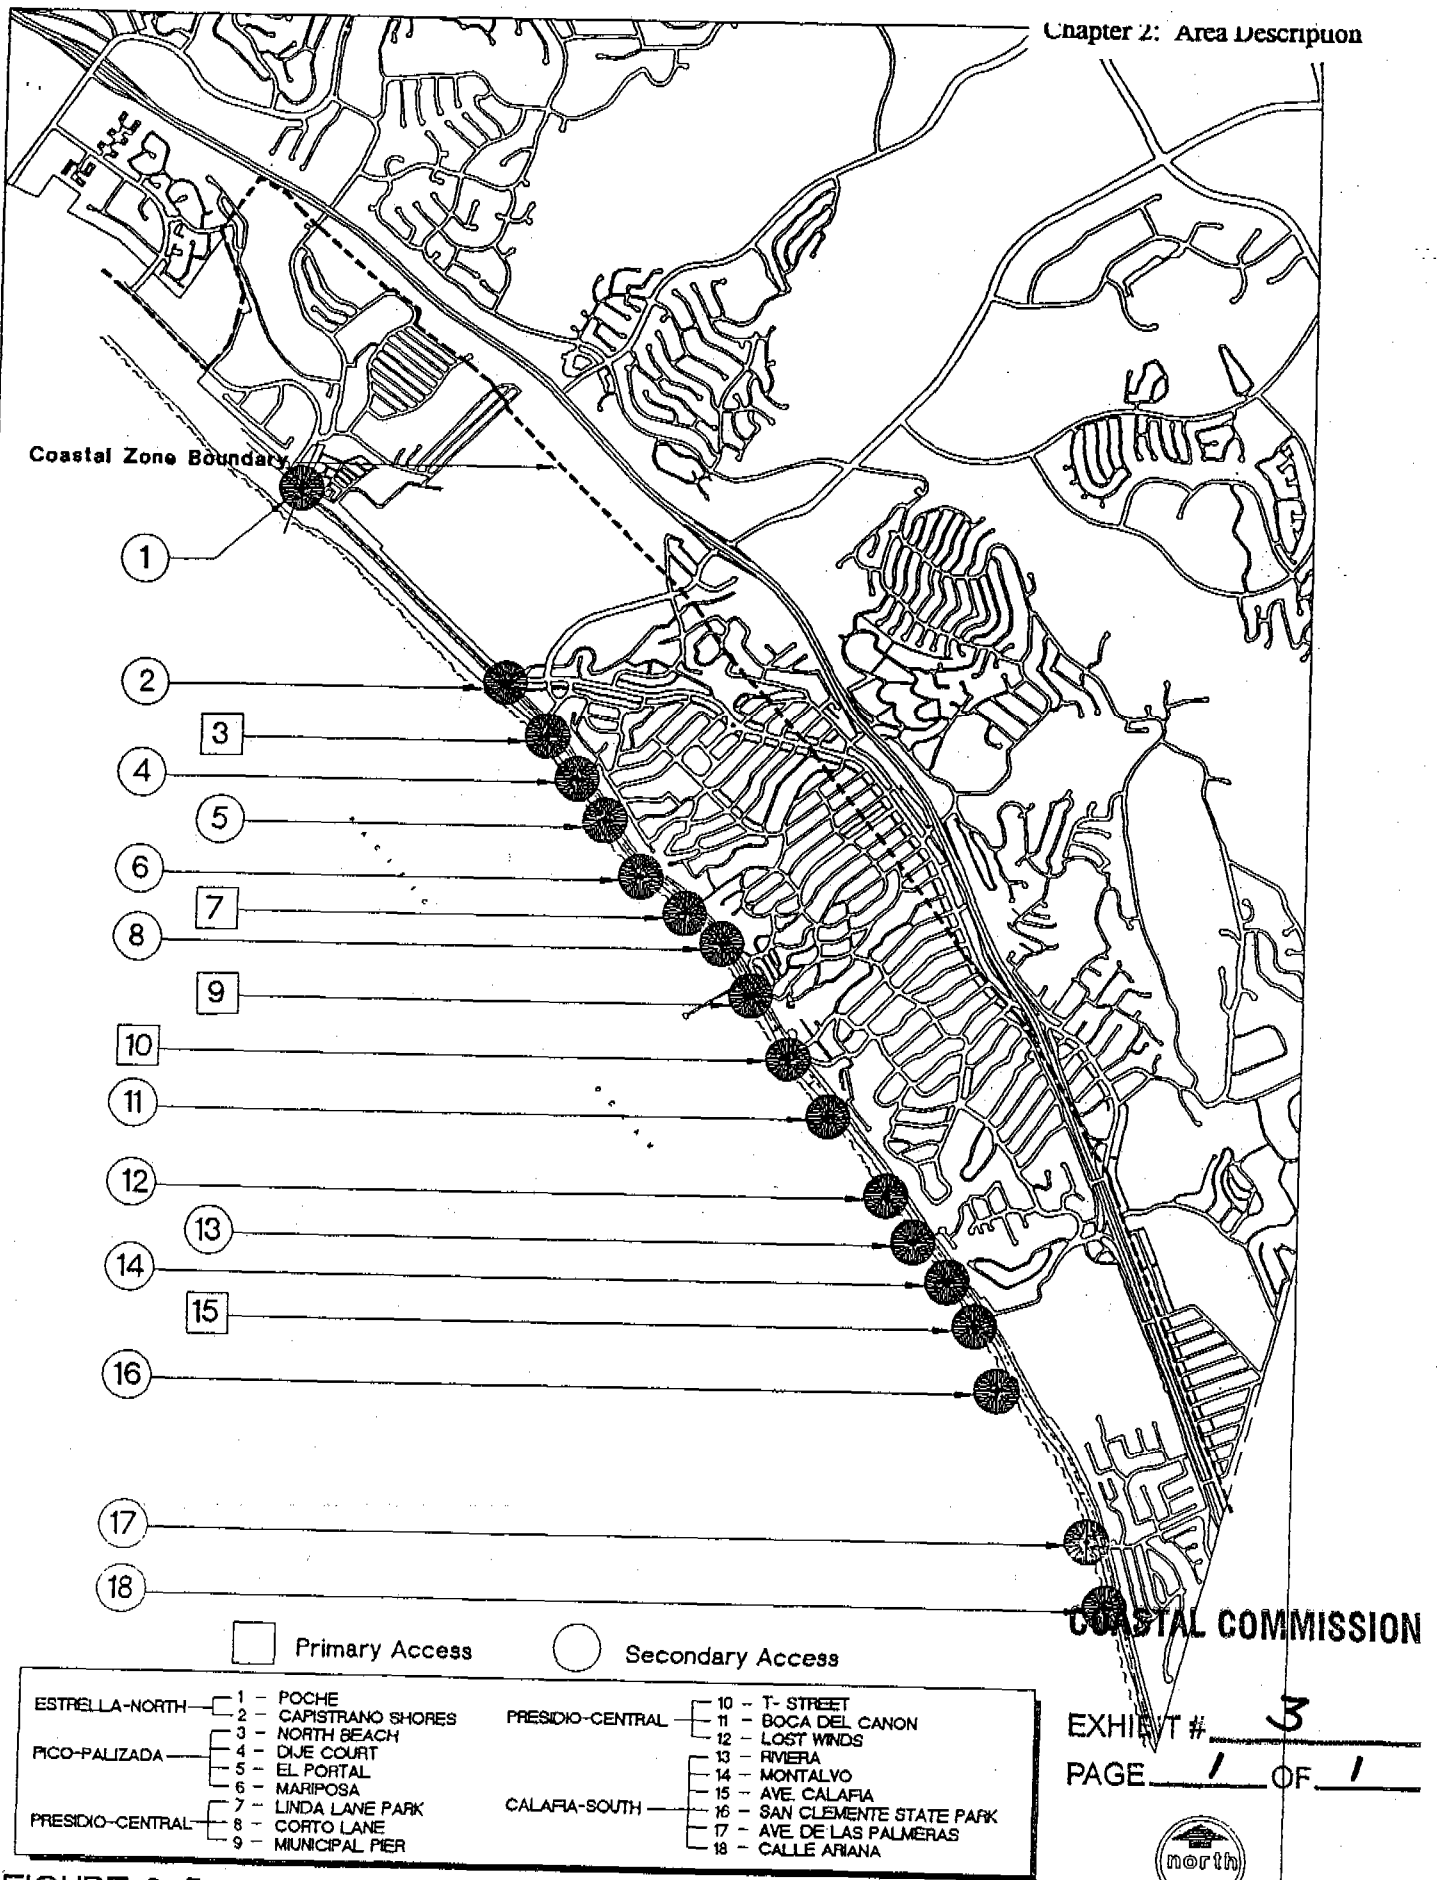 Chapter 2: Area Description
Coastal Zone Boundary
1
2
3
4
5
6
7
8
9
10
11
12
13
14
15
16
17
18
COASTAL COMMISSION
Primary Access
Secondary Access
ESTRELLA-NORTH
1 - POCHE
2 - CAPISTRANO SHORES
PICO-PALIZADA
3 - NORTH BEACH
4 - DIJE COURT
5 - EL PORTAL
6 - MARIPOSA
PRESIDIO-CENTRAL
7 - LINDA LANE PARK
8 - CORTO LANE
9 - MIUNICIPAL PIER
PRESIDIO-CENTRAL
10 - T- STREET
11 - BOCA DEL CANON
12 - LOST WINDS
CALAFIA-SOUTH
13 - RIVIERA
14 - MONTALVO
15 - AVE. CALAFIA
16 - SAN CLEMENTE STATE PARK
17 - AVE. DE LAS PALMERAS
18 - CALLE ARIANA
EXHIBIT # 3
PAGE 1 OF 1
north